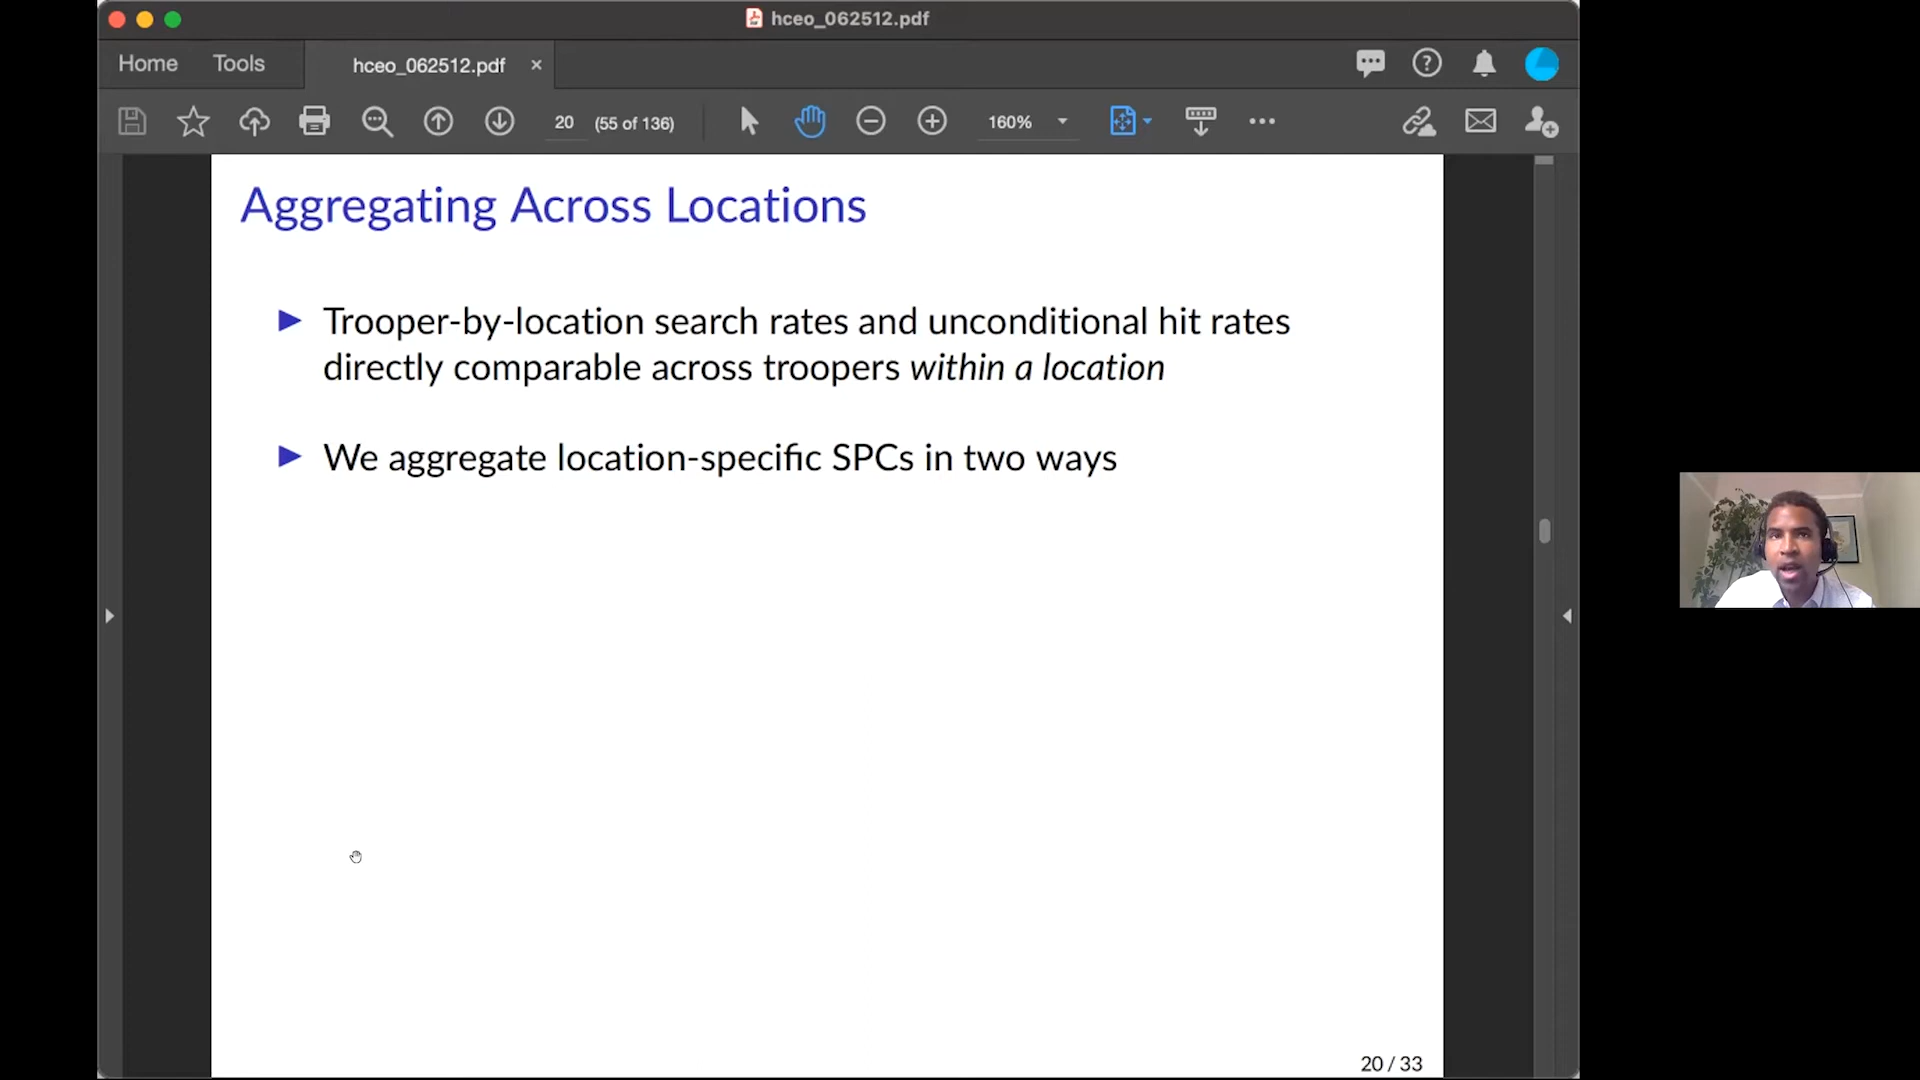 hceo_062512.pdf
Home Tools hceo_062512.pdf ×
20 (55 of 136) 160%
Aggregating Across Locations
Trooper-by-location search rates and unconditional hit rates
directly comparable across troopers within a location
We aggregate location-specific SPCs in two ways
20 / 33